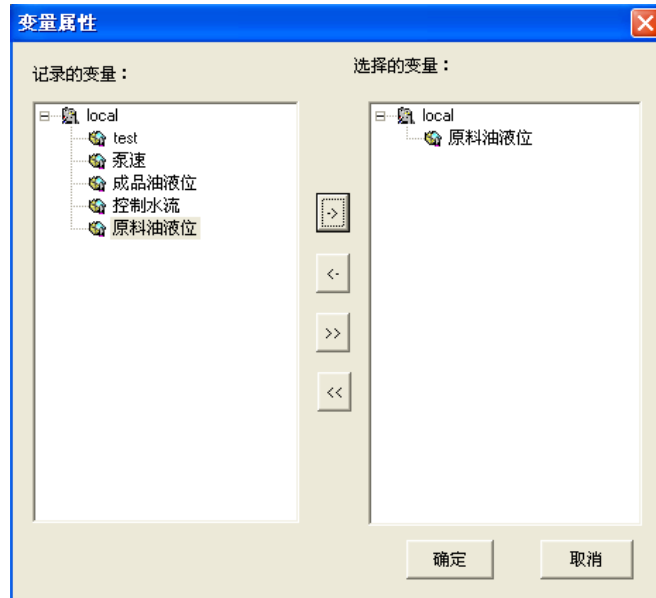 变量属性
记录的变量：
选择的变量：
local
test
泵速
成品油液位
控制水流
原料油液位
local
原料油液位
->
<-
>>
<<
确定
取消